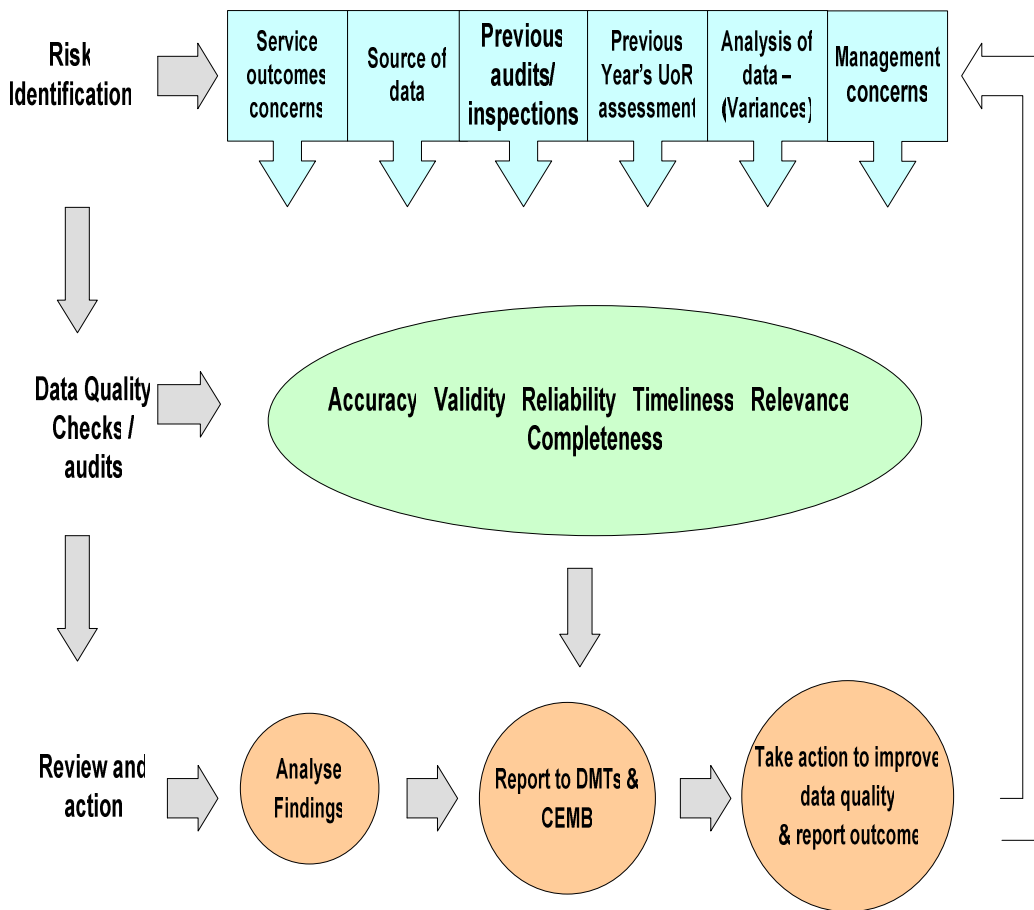 Risk
Identification
Service
outcomes
concerns
Source of
data
Previous
audits/
inspections
Previous
Year's UoR
assessment
Analysis of
data –
(Variances)
Management
concerns
Data Quality
Checks /
audits
Accuracy Validity Reliability Timeliness Relevance
Completeness
Review and
action
Analyse
Findings
Report to DMTs &
CEMB
Take action to improve
data quality
& report outcome